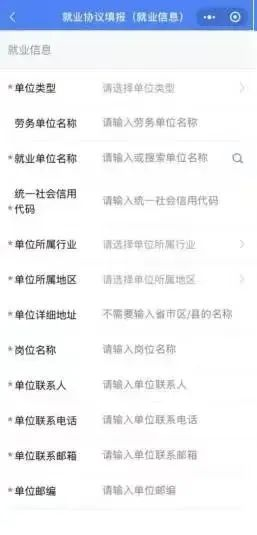 就业协议填报（就业信息）
就业信息
*单位类型 请选择单位类型
劳务单位名称 请输入劳务单位名称
*就业单位名称 请输入或搜索单位名称
*统一社会信用代码 请输入统一社会信用代码
*单位所属行业 请选择单位所属行业
*单位所属地区 请选择单位所属地区
*单位详细地址 不需要输入省市区/县的名称
*岗位名称 请输入岗位名称
*单位联系人 请输入单位联系人
*单位联系电话 请输入单位联系电话
*单位联系邮箱 请输入单位联系邮箱
*单位邮编 请输入单位邮编